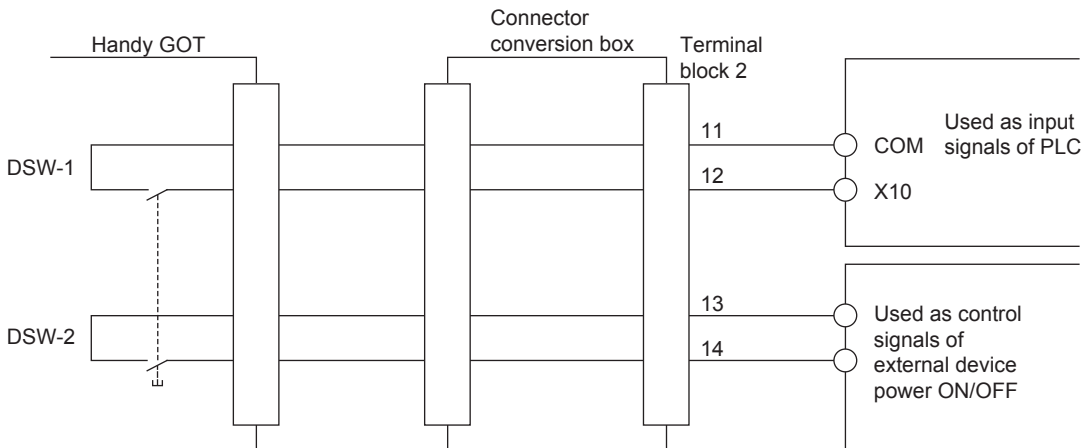 Handy GOT
Connector
conversion box
Terminal
block 2
DSW-1
11
12
COM
X10
Used as input
signals of PLC
DSW-2
13
14
Used as control
signals of
external device
power ON/OFF